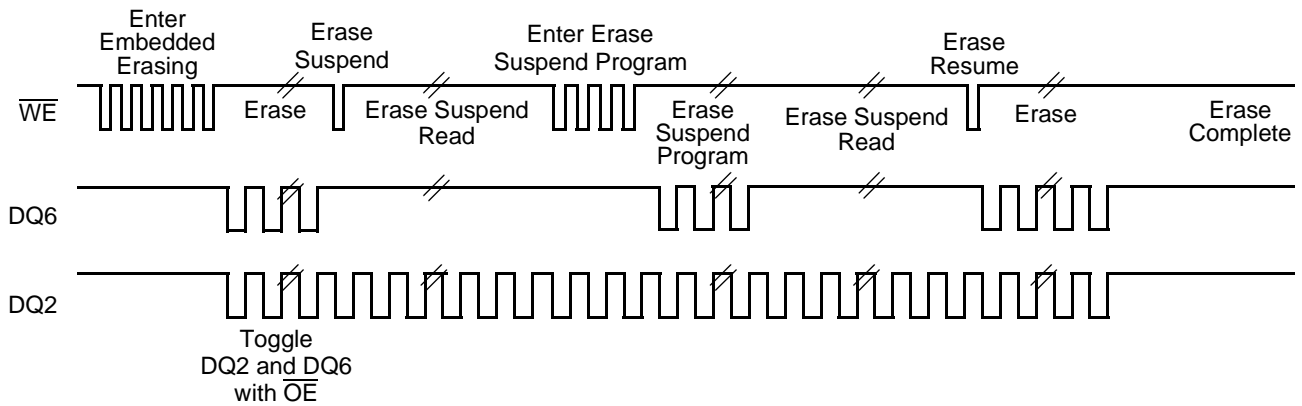 Enter
Embedded
Erasing
Erase
Suspend
Enter Erase
Suspend Program
Erase
Resume
WE
Erase
Erase Suspend
Read
Erase
Suspend
Program
Erase Suspend
Read
Erase
Erase
Complete
DQ6
DQ2
Toggle
DQ2 and DQ6
with OE